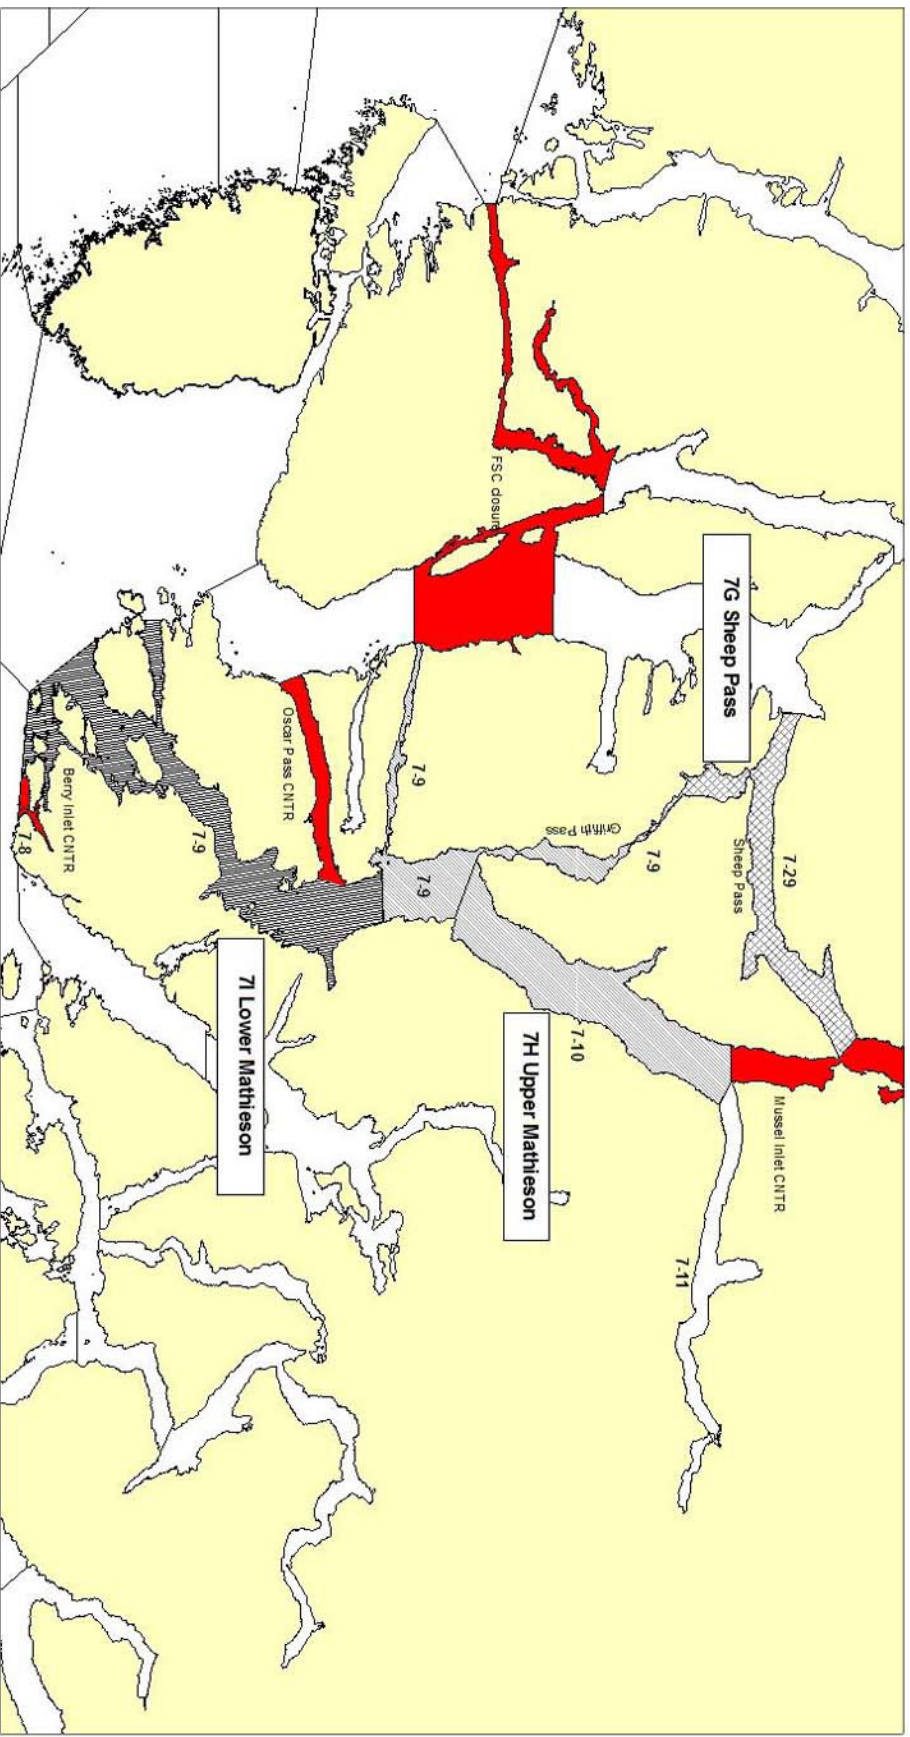 7-29
Mussel Inlet CNTR
Sheep Pass
7G Sheep Pass
7-11
7-9
Griffith Pass
7-10
7H Upper Mathieson
FSC closure
7-9
7-9
Oscar Pass CNTR
7I Lower Mathieson
7-9
Berry Inlet CNTR
7-8